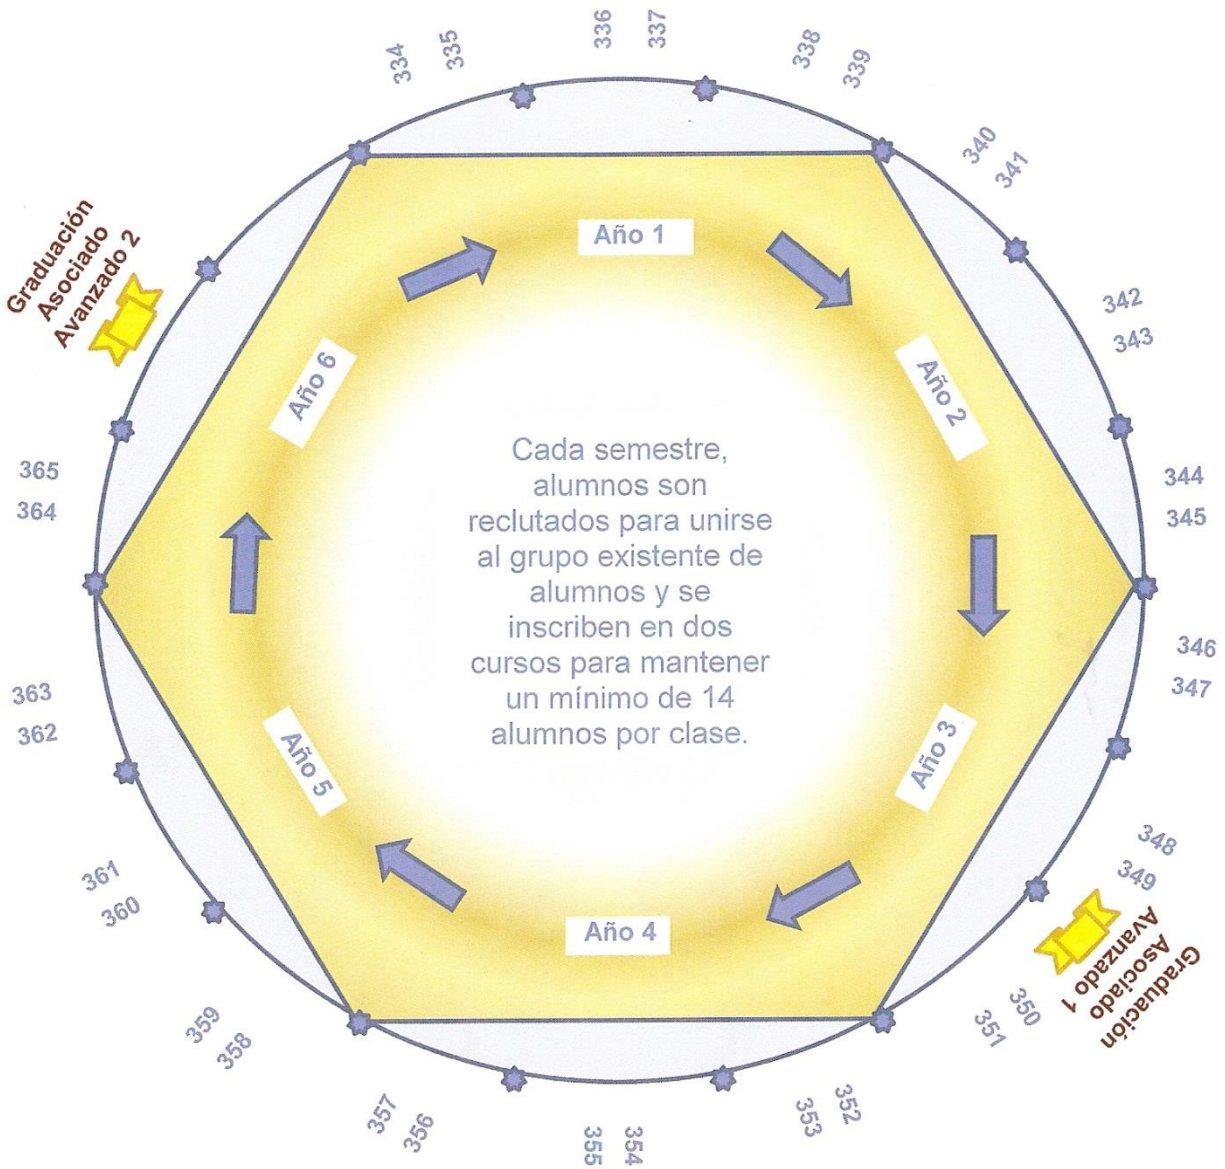 334
335
336
337
338
339
340
341
342
343
344
345
346
347
348
349
Graduación
Asociado
Avanzado 1
350
351
352
353
354
355
356
357
358
359
360
361
362
363
364
365
Graduación
Asociado
Avanzado 2
Año 1
Año 2
Año 3
Año 4
Año 5
Año 6
Cada semestre,
alumnos son
reclutados para unirse
al grupo existente de
alumnos y se
inscriben en dos
cursos para mantener
un mínimo de 14
alumnos por clase.